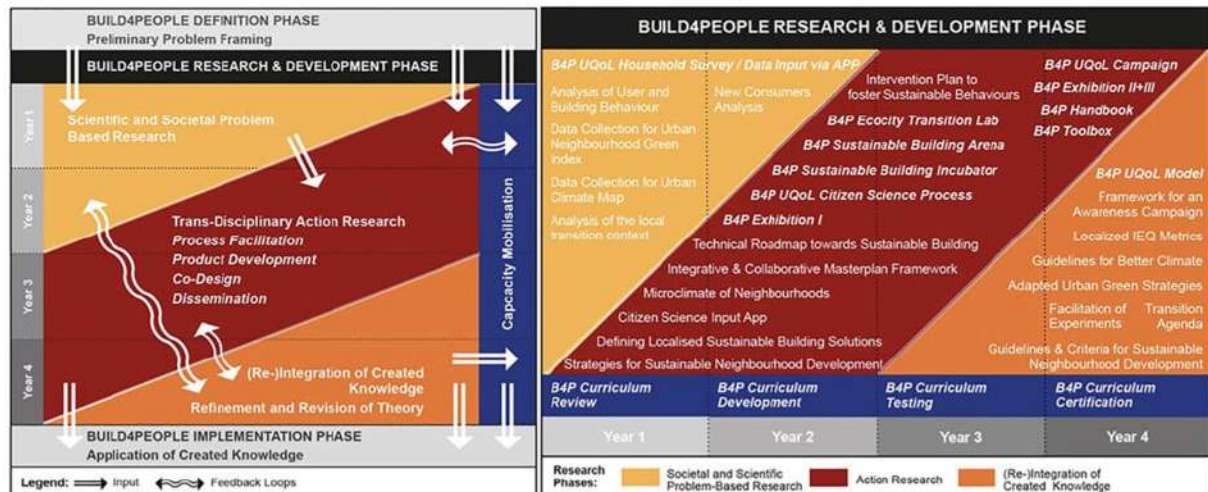 BUILD4PEOPLE DEFINITION PHASE
Preliminary Problem Framing
BUILD4PEOPLE RESEARCH & DEVELOPMENT PHASE
Year 1
Year 2
Year 3
Year 4
Scientific and Societal Problem
Based Research
Trans-Disciplinary Action Research
Process Facilitation
Product Development
Co-Design
Dissemination
(Re-)Integration of Created
Knowledge
Refinement and Revision of Theory
Capcacity Mobilisation
BUILD4PEOPLE IMPLEMENTATION PHASE
Application of Created Knowledge
Legend:
Input
Feedback Loops
BUILD4PEOPLE RESEARCH & DEVELOPMENT PHASE
B4P UQoL Household Survey / Data Input via APP
Analysis of User and
Building Behaviour
Data Collection for Urban
Neighbourhood Green
Index
Data Collection for Urban
Climate Map
Analysis of the local
transition context
New Consumers
Analysis
Intervention Plan to
foster Sustainable Behaviours
B4P Ecocity Transition Lab
B4P Sustainable Building Arena
B4P Sustainable Building Incubator
B4P UQoL Citizen Science Process
B4P Exhibition I
Technical Roadmap towards Sustainable Building
Integrative & Collaborative Masterplan Framework
Microclimate of Neighbourhoods
Citizen Science Input App
Defining Localised Sustainable Building Solutions
Strategies for Sustainable Neighbourhood Development
B4P UQoL Campaign
B4P Exhibition II+III
B4P Handbook
B4P Toolbox
B4P UQoL Model
Framework for an
Awareness Campaign
Localized IEQ Metrics
Guidelines for Better Climate
Adapted Urban Green Strategies
Facilitation of Experiments
Transition Agenda
Guidelines & Criteria for Sustainable
Neighbourhood Development
B4P Curriculum
Review
B4P Curriculum
Development
B4P Curriculum
Testing
B4P Curriculum
Certification
Year 1
Year 2
Year 3
Year 4
Research
Phases:
Societal and Scientific
Problem-Based Research
Action Research
(Re-)Integration of
Created Knowledge